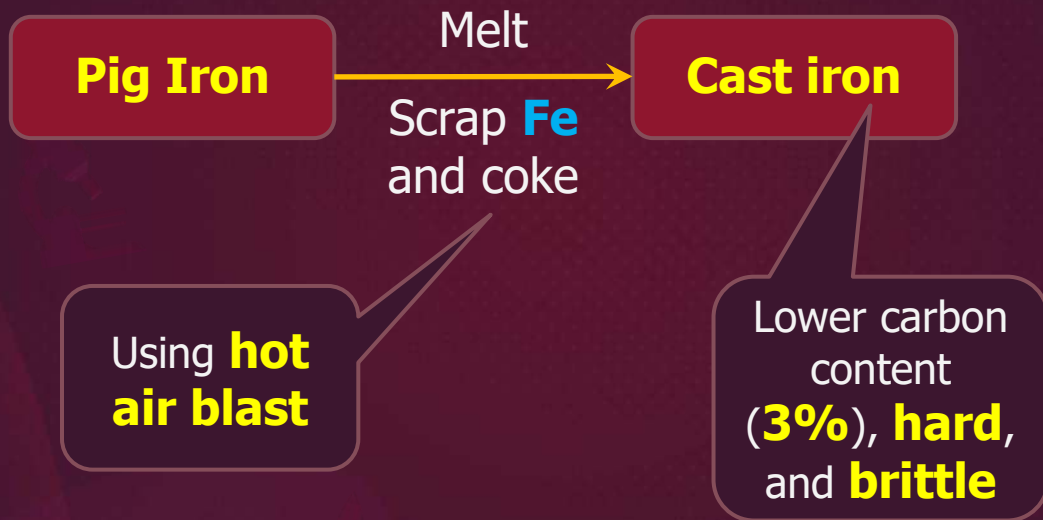 Pig Iron
Melt
Scrap Fe
and coke
Cast iron
Using hot
air blast
Lower carbon
content
(3%), hard,
and brittle